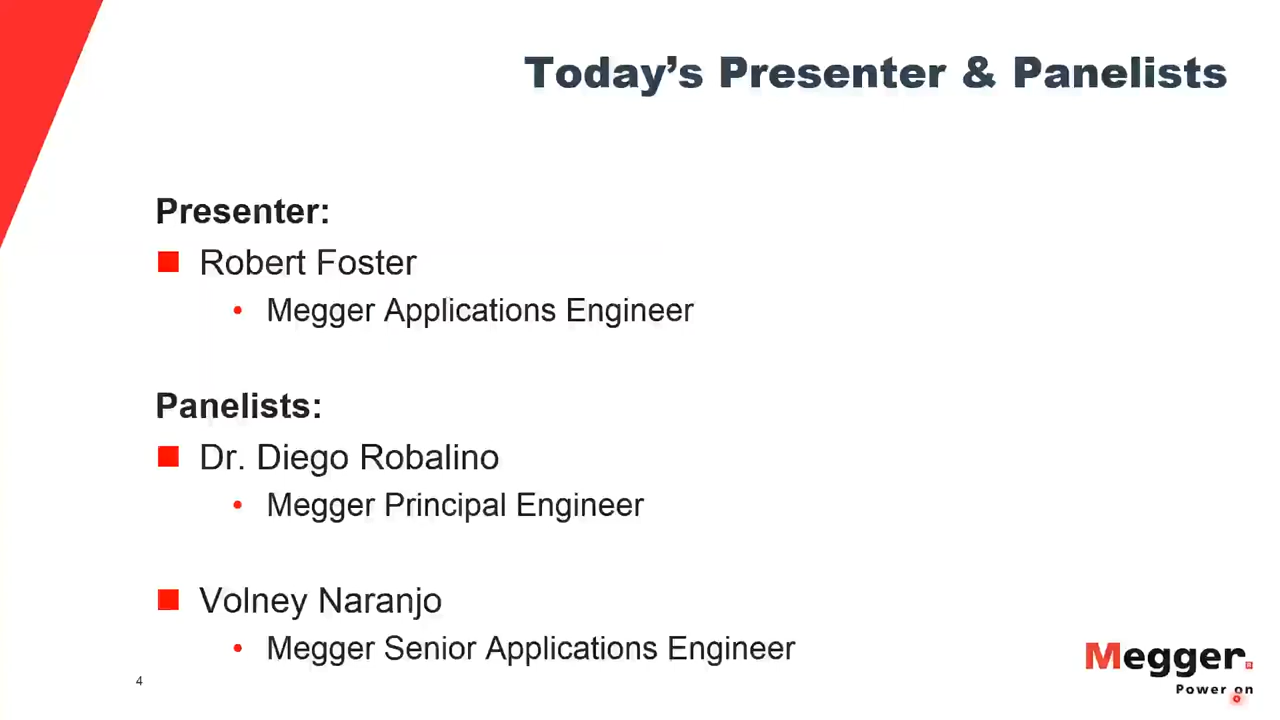 Today's Presenter & Panelists
Presenter:
Robert Foster
• Megger Applications Engineer
Panelists:
Dr. Diego Robalino
• Megger Principal Engineer
Volney Naranjo
• Megger Senior Applications Engineer
4
Megger.
Power on